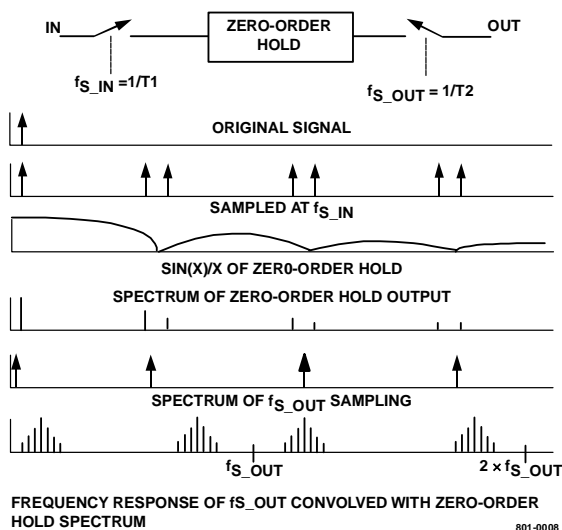 IN
ZERO-ORDER
HOLD
OUT
fS_IN =1/T1
fS_OUT = 1/T2
ORIGINAL SIGNAL
SAMPLED AT fS_IN
SIN(X)/X OF ZER0-ORDER HOLD
SPECTRUM OF ZERO-ORDER HOLD OUTPUT
SPECTRUM OF fS_OUT SAMPLING
fS_OUT
2 × fS_OUT
FREQUENCY RESPONSE OF fS_OUT CONVOLVED WITH ZERO-ORDER
HOLD SPECTRUM
801-0008